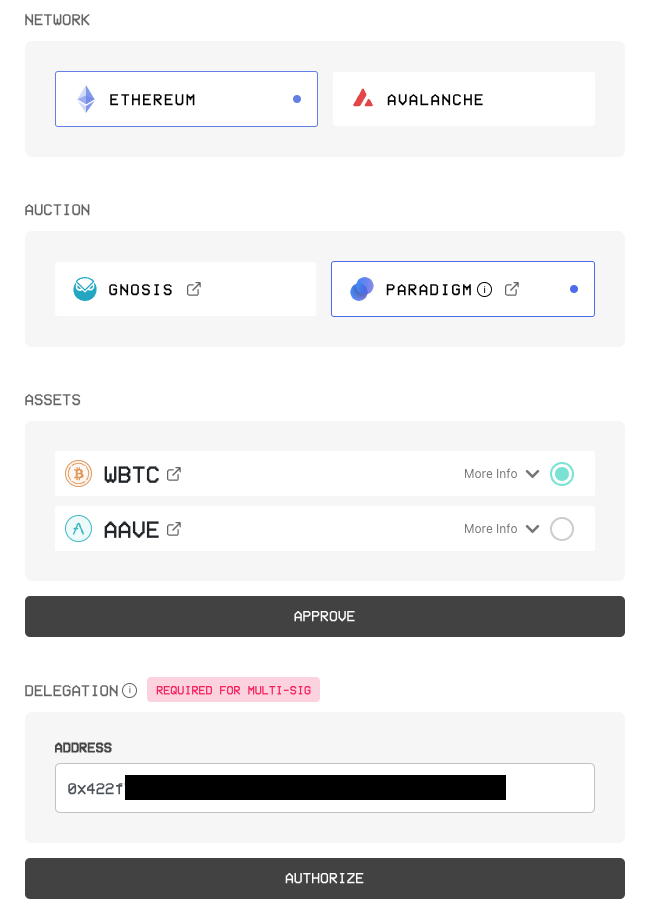 NETWORK
ETHEREUM
AVALANCHE
AUCTION
GNOSIS
PARADIGM
ASSETS
WBTC More Info
AAVE More Info
APPROVE
DELEGATION REQUIRED FOR MULTI-SIG
ADDRESS
0x422f
AUTHORIZE